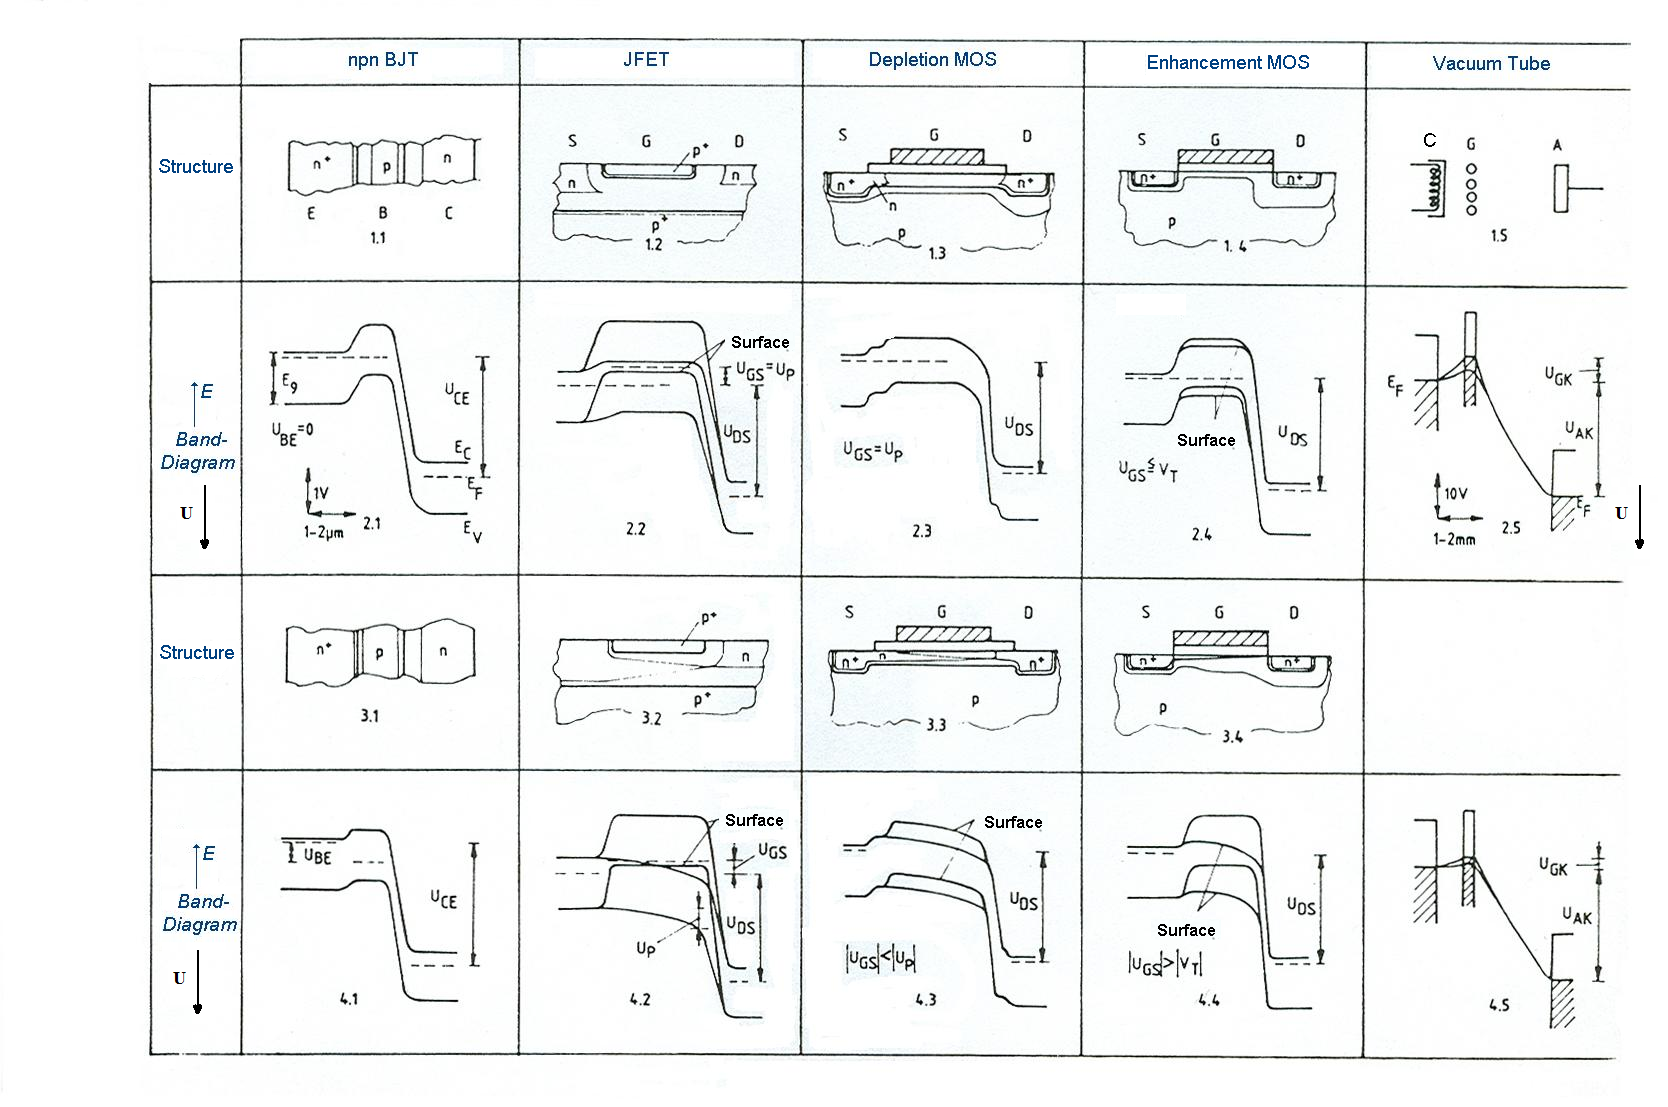 npn BJT
JFET
Depletion MOS
Enhancement MOS
Vacuum Tube
Structure
n+
p
n
E B C
1.1
S G D
p+
n
n
p+
1.2
S G D
n+
n+
n
p
1.3
S G D
n+
n+
p
1.4
C G A
1.5
↑E
Band-
Diagram
U
Eg
UBE=0
UCE
EC
EF
EV
1V
1-2μm
2.1
Surface
UGS=UP
UDS
2.2
UGS=UP
UDS
2.3
Surface
UGS≤VT
UDS
2.4
EF
UGK
UAK
EF
10V
1-2mm
2.5
U
Structure
n+
p
n
3.1
p+
n
p+
3.2
S G D
n+
n
n+
p
3.3
S G D
n+
n+
p
3.4
↑E
Band-
Diagram
U
UBE
UCE
4.1
Surface
UGS
UDS
UP
4.2
Surface
UDS
|UGS|<|UP|
4.3
Surface
UDS
|UGS|>|VT|
4.4
UGK
UAK
4.5